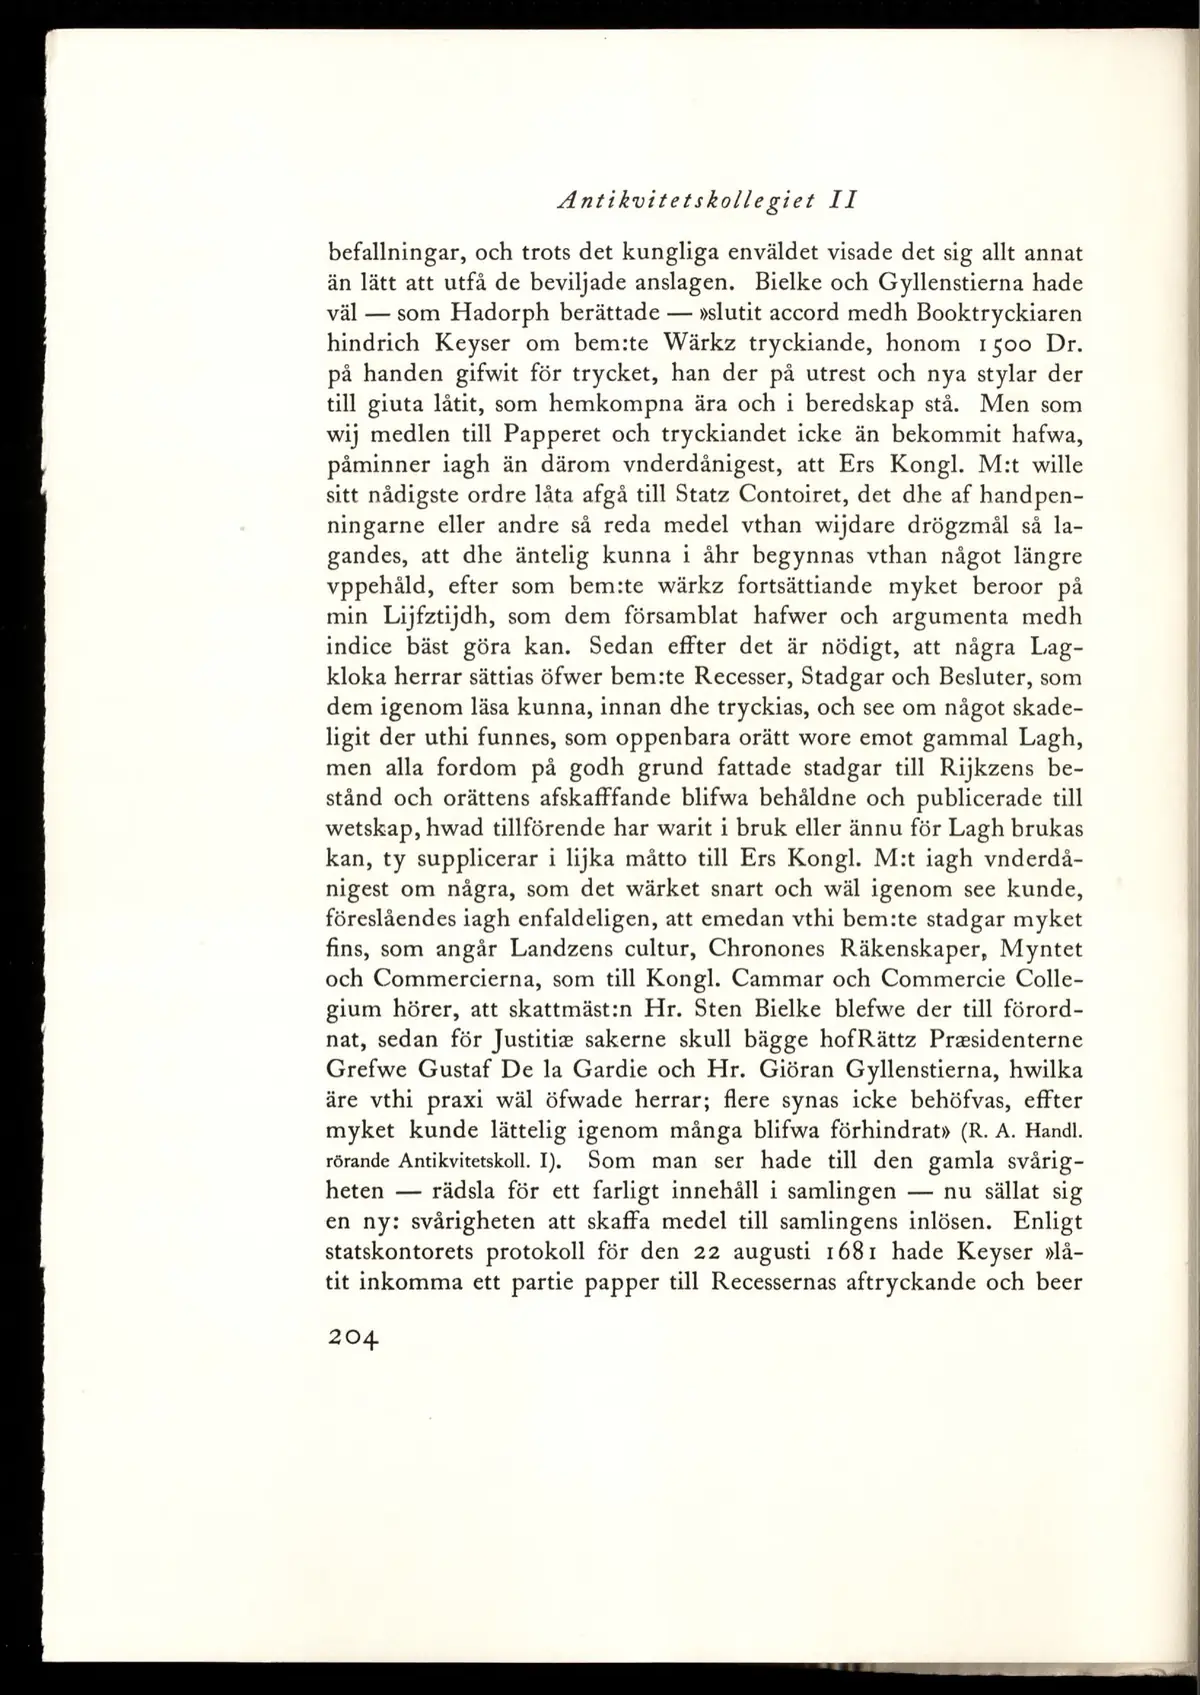 Antikvitetskollegiet II
befallningar, och trots det kungliga enväldet visade det sig allt annat
än lätt att utfå de beviljade anslagen. Bielke och Gyllenstierna hade
väl — som Hadorph berättade — »slutit accord medh Booktryckiaren
hindrich Keyser om bem:te Wärkz tryckiande, honom 1500 Dr.
på handen gifwit för trycket, han der på utrest och nya stylar der
till giuta låtit, som hemkompna ära och i beredskap stå. Men som
wij medlen till Papperet och tryckiandet icke än bekommit hafwa,
påminner iagh än därom vnderdånigest, att Ers Kongl. M:t wille
sitt nådigste ordre låta afgå till Statz Contoiret, det dhe af handpen-
ningarne eller andre så reda medel vthan wijdare drögzmål så la-
gandes, att dhe äntelig kunna i åhr begynnas vthan något längre
vppehåld, efter som bem:te wärkz fortsättiande myket beroor på
min Lijfztijdh, som dem församblat hafwer och argumenta medh
indice bäst göra kan. Sedan effter det är nödigt, att några Lag-
kloka herrar sättias öfwer bem:te Recesser, Stadgar och Besluter, som
dem igenom läsa kunna, innan dhe tryckias, och see om något skade-
ligit der uthi funnes, som oppenbara orätt wore emot gammal Lagh,
men alla fordom på godh grund fattade stadgar till Rijkzens be-
stånd och orättens afskafffande blifwa behåldne och publicerade till
wetskap, hwad tillförende har warit i bruk eller ännu för Lagh brukas
kan, ty supplicerar i lijka måtto till Ers Kongl. M:t iagh vnderdå-
nigest om några, som det wärket snart och wäl igenom see kunde,
föreslåendes iagh enfaldeligen, att emedan vthi bem:te stadgar myket
fins, som angår Landzens cultur, Chronones Räkenskaper, Myntet
och Commercierna, som till Kongl. Cammar och Commercie Colle-
gium hörer, att skattmäst:n Hr. Sten Bielke blefwe der till förord-
nat, sedan för Justitiæ sakerne skull bägge hofRättz Præsidenterne
Grefwe Gustaf De la Gardie och Hr. Giöran Gyllenstierna, hwilka
äre vthi praxi wäl öfwade herrar; flere synas icke behöfvas, effter
myket kunde lättelig igenom många blifwa förhindrat» (R. A. Handl.
rörande Antikvitetskoll. I). Som man ser hade till den gamla svårig-
heten — rädsla för ett farligt innehåll i samlingen — nu sällat sig
en ny: svårigheten att skaffa medel till samlingens inlösen. Enligt
statskontorets protokoll för den 22 augusti 1681 hade Keyser »lå-
tit inkomma ett partie papper till Recessernas aftryckande och beer
204